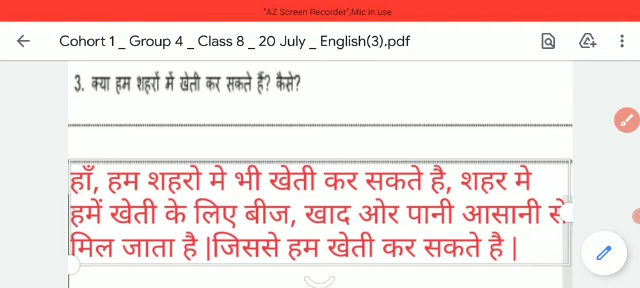 "AZ Screen Recorder",Mic in use
Cohort 1 _ Group 4 _ Class 8 _ 20 July _ English(3).pdf
3. क्या हम शहरों में खेती कर सकते हैं? कैसे?
हाँ, हम शहरो मे भी खेती कर सकते है, शहर मे
हमें खेती के लिए बीज, खाद ओर पानी आसानी से
मिल जाता है |जिससे हम खेती कर सकते है |